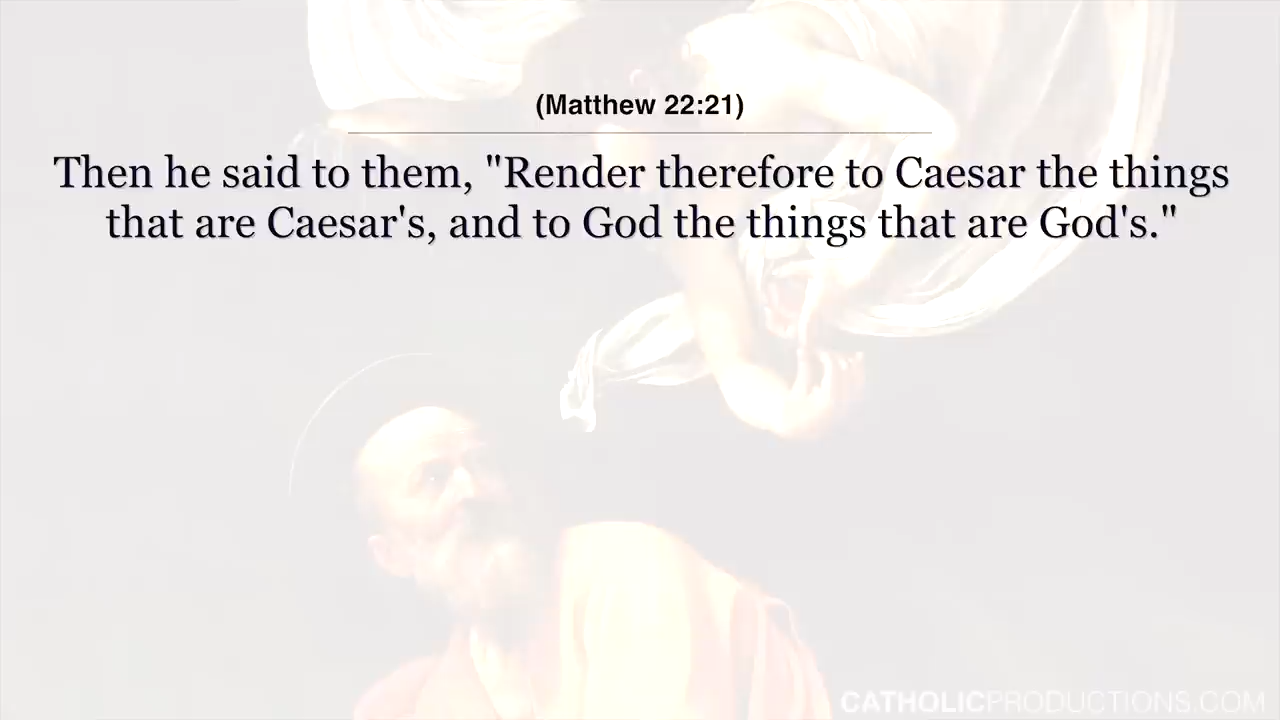 (Matthew 22:21)
Then he said to them, "Render therefore to Caesar the things
that are Caesar's, and to God the things that are God's."
CATHOLICPRODUCTIONS.COM